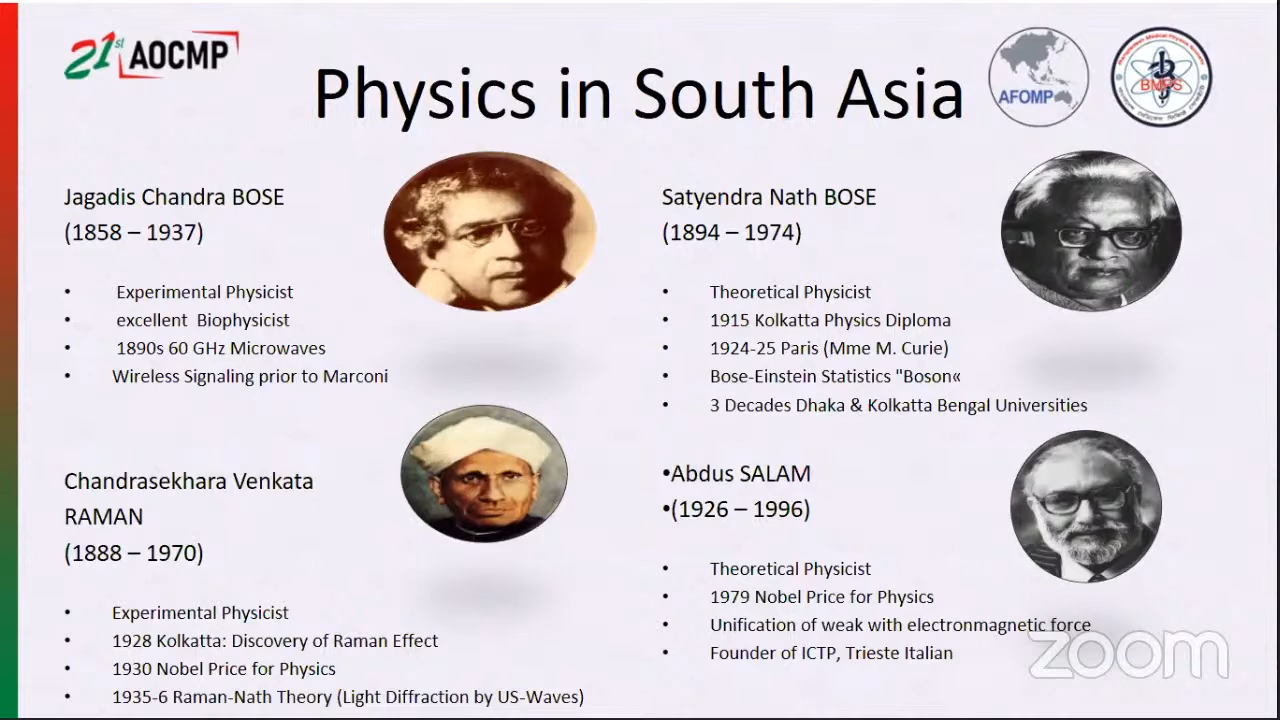 21st AOCMP
Physics in South Asia
AFOMP
BMPS
Jagadis Chandra BOSE
(1858 – 1937)
• Experimental Physicist
• excellent Biophysicist
• 1890s 60 GHz Microwaves
• Wireless Signaling prior to Marconi
Satyendra Nath BOSE
(1894 – 1974)
• Theoretical Physicist
• 1915 Kolkatta Physics Diploma
• 1924-25 Paris (Mme M. Curie)
• Bose-Einstein Statistics "Boson«
• 3 Decades Dhaka & Kolkatta Bengal Universities
Chandrasekhara Venkata
RAMAN
(1888 – 1970)
• Experimental Physicist
• 1928 Kolkatta: Discovery of Raman Effect
• 1930 Nobel Price for Physics
• 1935-6 Raman-Nath Theory (Light Diffraction by US-Waves)
•Abdus SALAM
•(1926 – 1996)
• Theoretical Physicist
• 1979 Nobel Price for Physics
• Unification of weak with electronmagnetic force
• Founder of ICTP, Trieste Italian
zoom